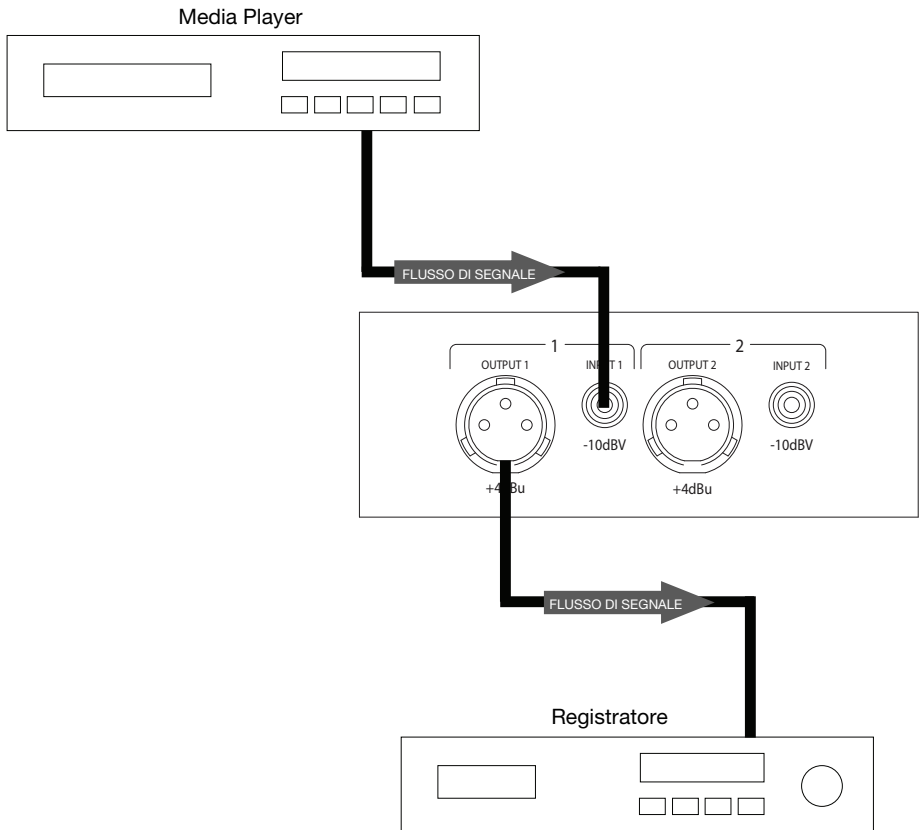 Media Player
FLUSSO DI SEGNALE
1
2
OUTPUT 1
INPUT 1
OUTPUT 2
INPUT 2
-10dBV
-10dBV
+4dBu
+4dBu
FLUSSO DI SEGNALE
Registratore